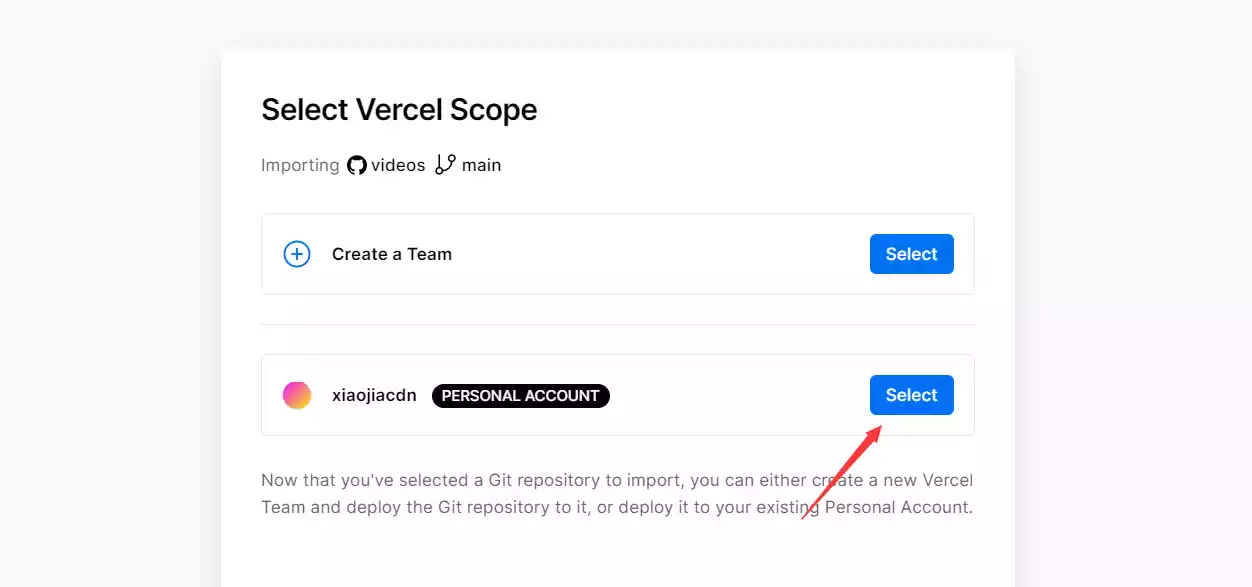 Select Vercel Scope
Importing videos main
Create a Team Select
xiaojiacdn PERSONAL ACCOUNT Select
Now that you've selected a Git repository to import, you can either create a new Vercel
Team and deploy the Git repository to it, or deploy it to your existing Personal Account.